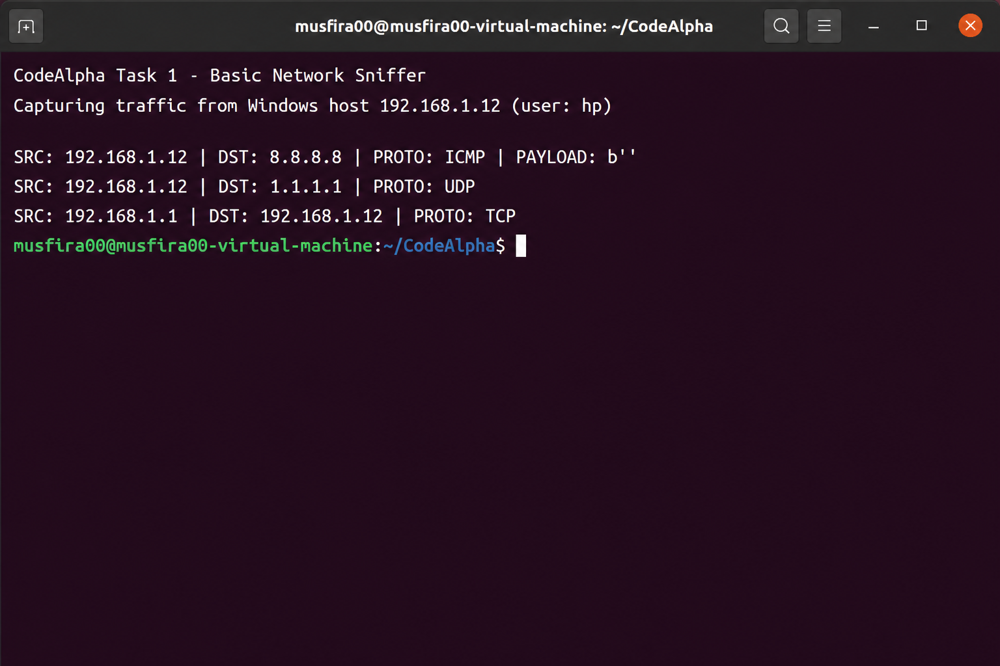 musfira00@musfira00-virtual-machine: ~/CodeAlpha
CodeAlpha Task 1 - Basic Network Sniffer
Capturing traffic from Windows host 192.168.1.12 (user: hp)
SRC: 192.168.1.12 | DST: 8.8.8.8 | PROTO: ICMP | PAYLOAD: b''
SRC: 192.168.1.12 | DST: 1.1.1.1 | PROTO: UDP
SRC: 192.168.1.1 | DST: 192.168.1.12 | PROTO: TCP
musfira00@musfira00-virtual-machine:~/CodeAlpha$